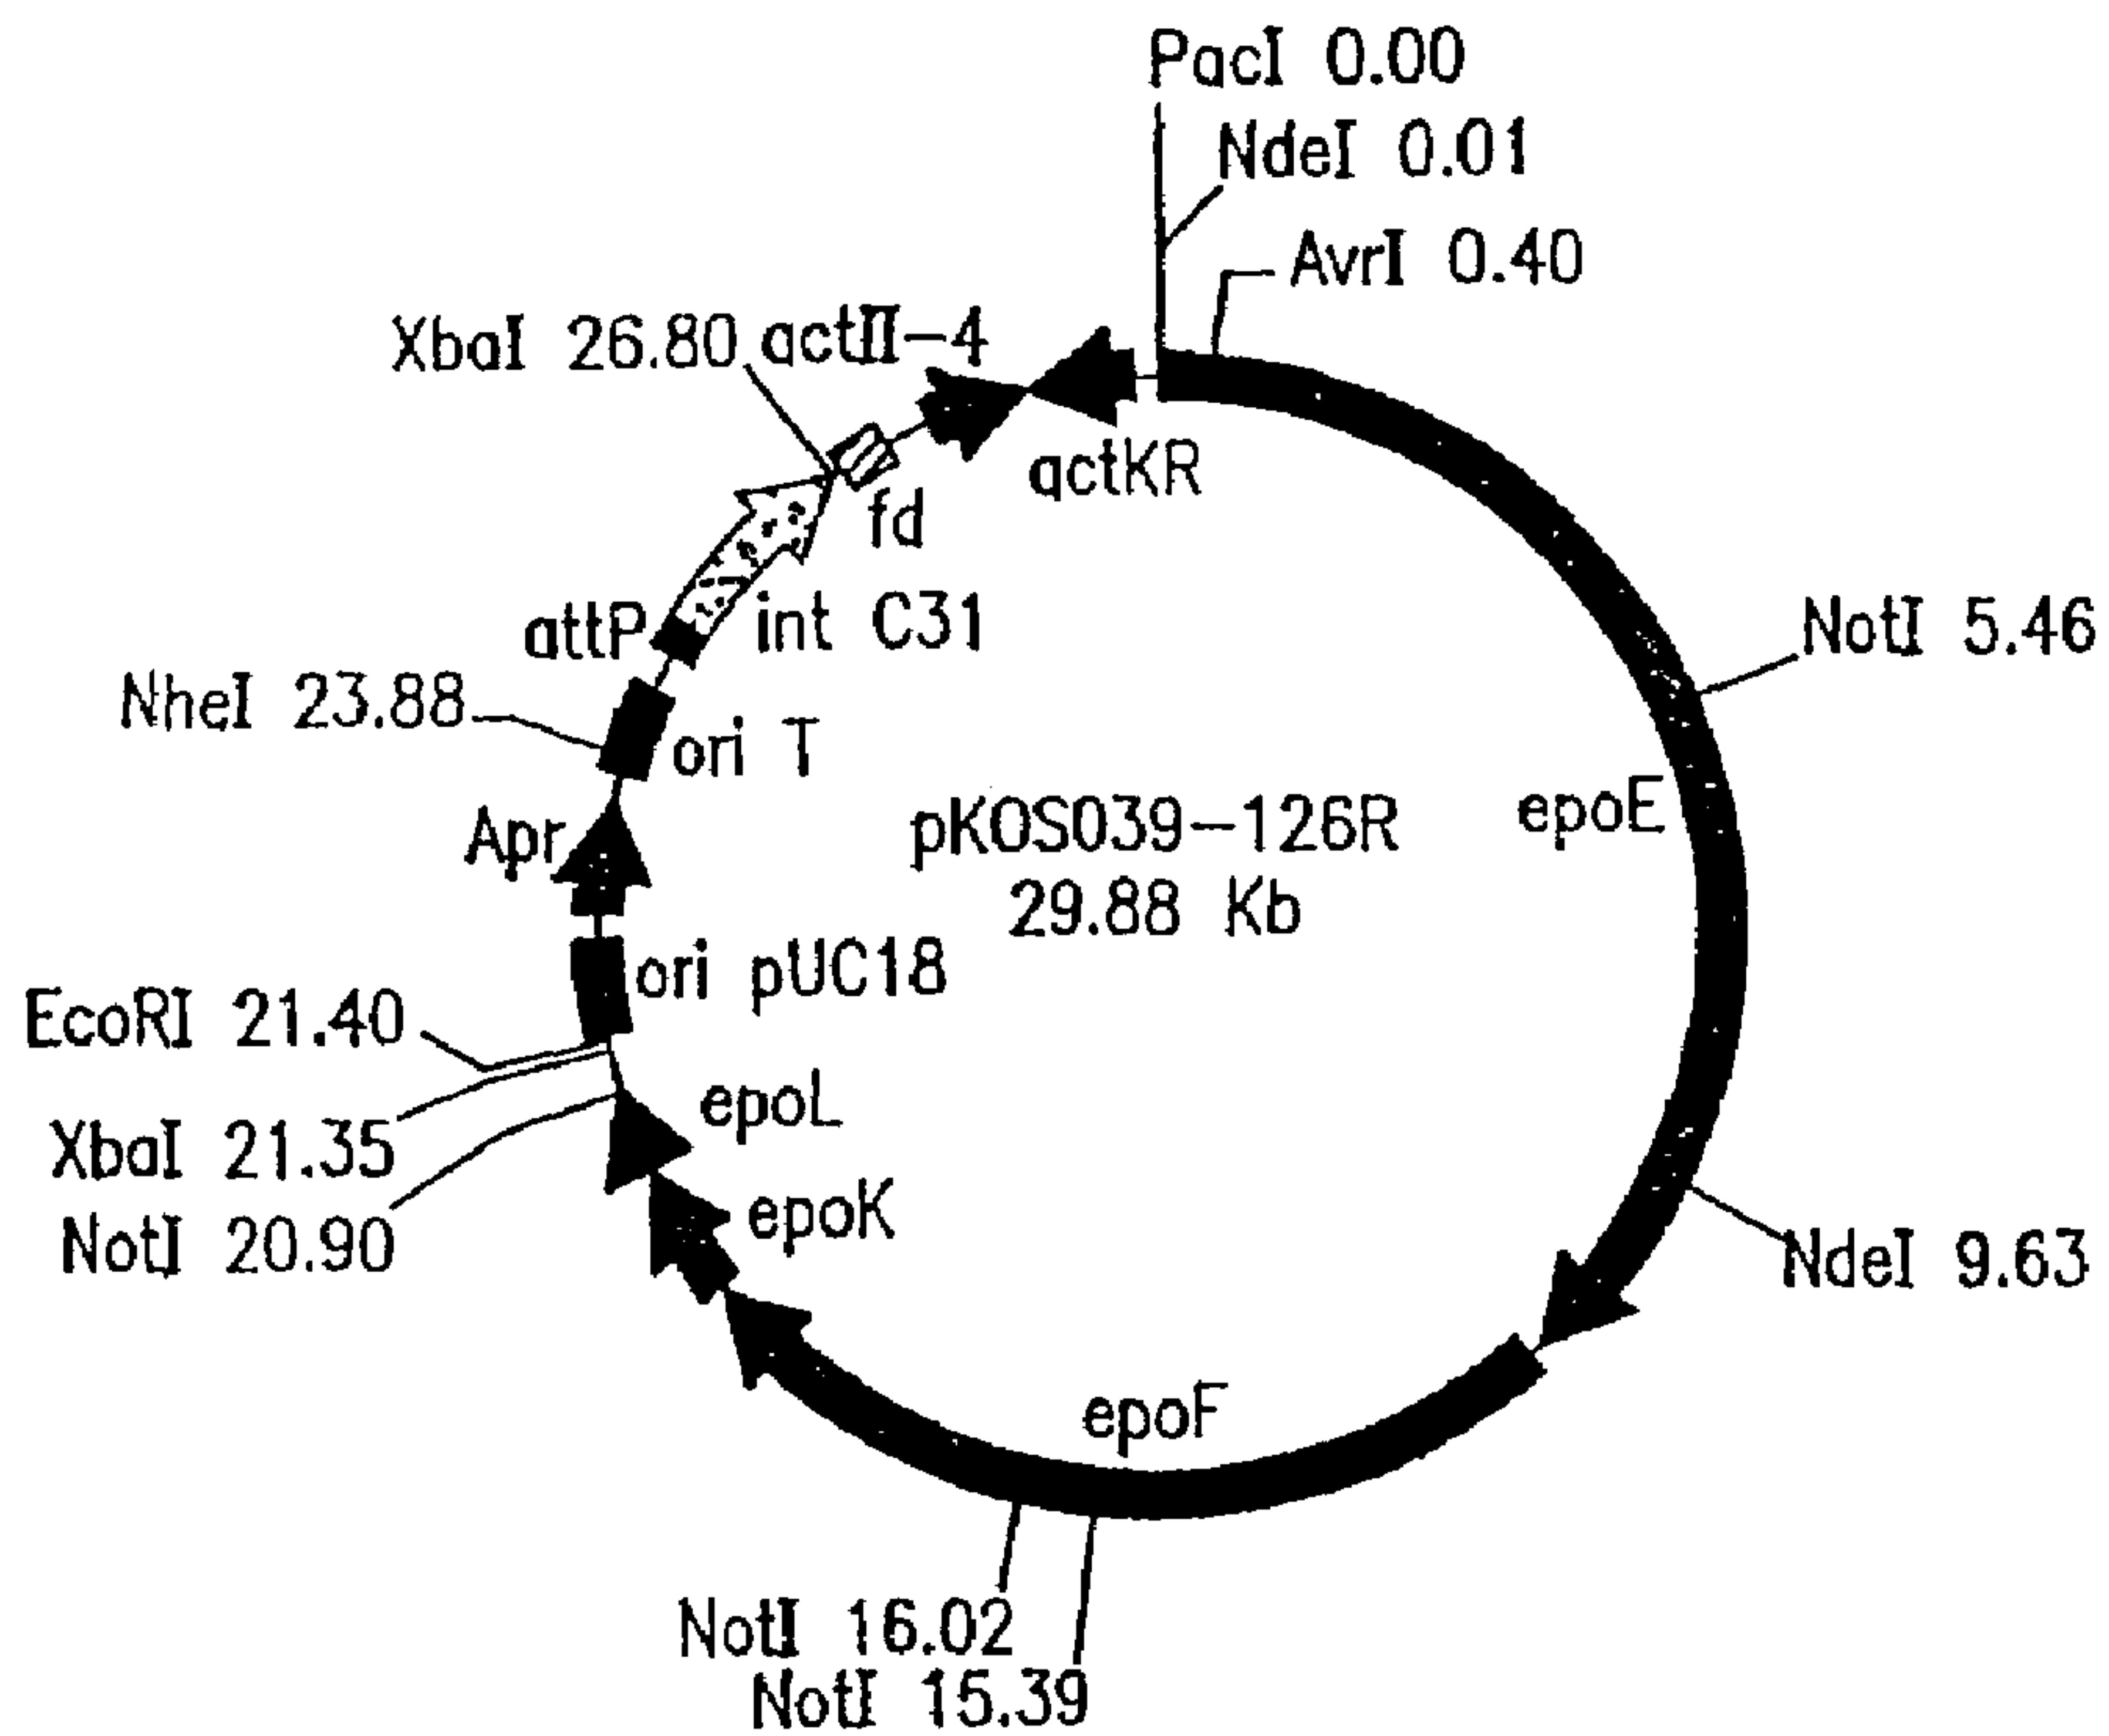 PacI 0.00
NdeI 0.01
AvrI 0.40
XbaI 26.80
actII-4
actKR
fd
attP
int C31
NotI 5.46
NheI 23.88
ori T
Apr
pKOS039-126R
29.88 Kb
epoE
ori pUC18
EcoRI 21.40
XbaI 21.35
NotI 20.90
epoL
epoK
NdeI 9.63
epoF
NotI 16.02
NotI 15.39